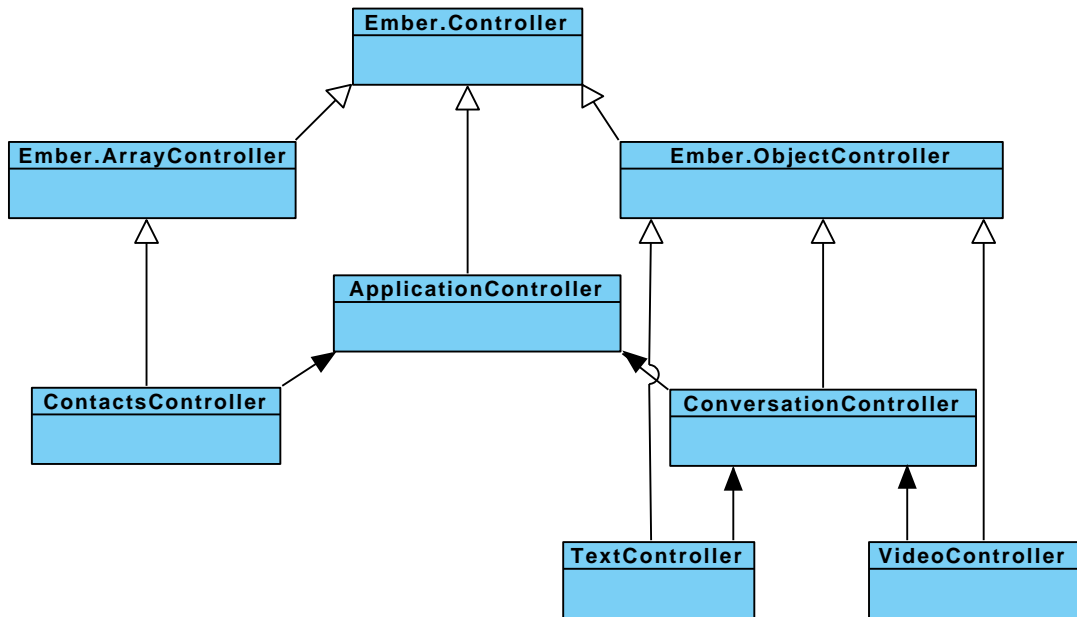 Ember.Controller
Ember.ArrayController
Ember.ObjectController
ApplicationController
ContactsController
ConversationController
TextController
VideoController